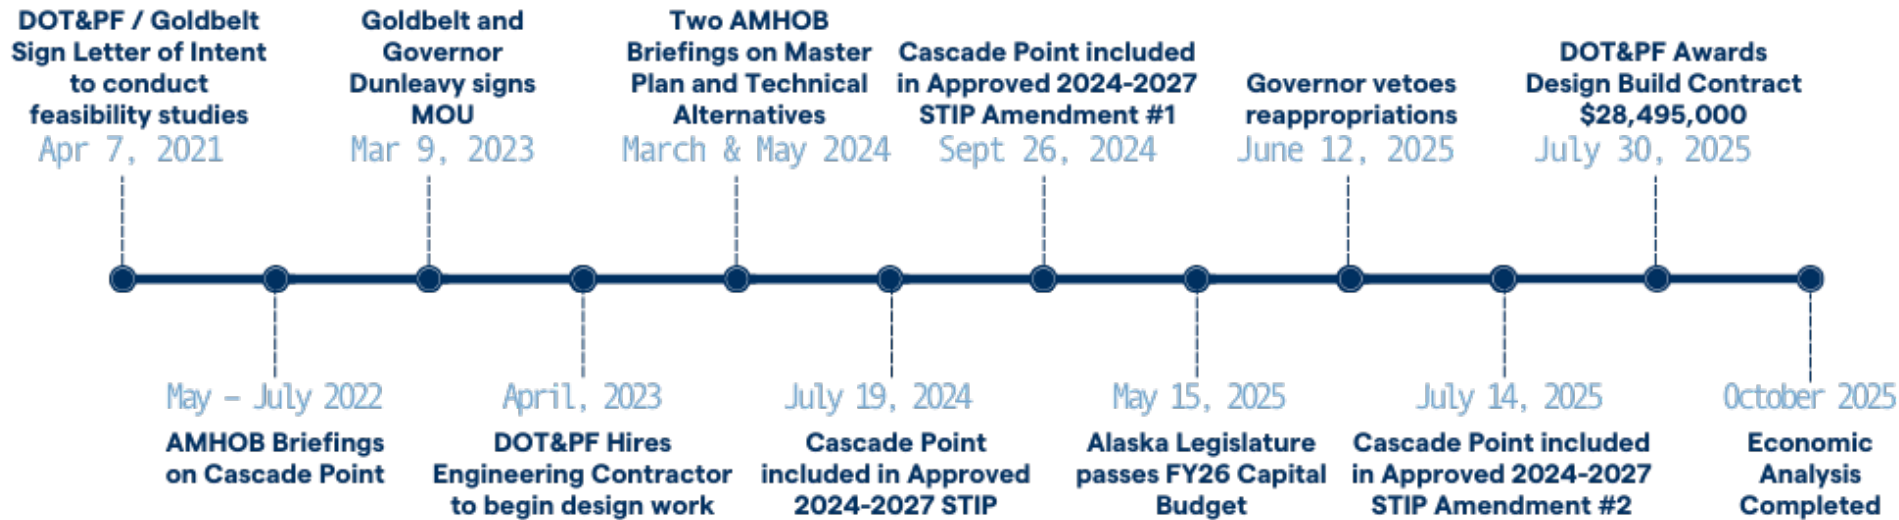 DOT&PF / Goldbelt
Sign Letter of Intent
to conduct
feasibility studies
Apr 7, 2021
Goldbelt and
Governor
Dunleavy signs
MOU
Mar 9, 2023
Two AMHOB
Briefings on Master
Plan and Technical
Alternatives
March & May 2024
Cascade Point included
in Approved 2024-2027
STIP Amendment #1
Sept 26, 2024
Governor vetoes
reappropriations
June 12, 2025
DOT&PF Awards
Design Build Contract
$28,495,000
July 30, 2025
May – July 2022
AMHOB Briefings
on Cascade Point
April, 2023
DOT&PF Hires
Engineering Contractor
to begin design work
July 19, 2024
Cascade Point
included in Approved
2024-2027 STIP
May 15, 2025
Alaska Legislature
passes FY26 Capital
Budget
July 14, 2025
Cascade Point included
in Approved 2024-2027
STIP Amendment #2
October 2025
Economic
Analysis
Completed